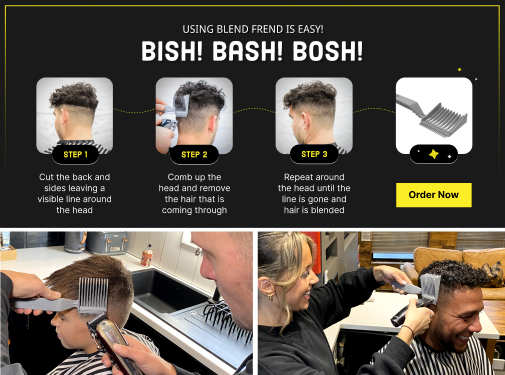 USING BLEND FREND IS EASY!
BISH! BASH! BOSH!
STEP 1
Cut the back and
sides leaving a
visible line around
the head
STEP 2
Comb up the
head and remove
the hair that is
coming through
STEP 3
Repeat around
the head until the
line is gone and
hair is blended
Order Now